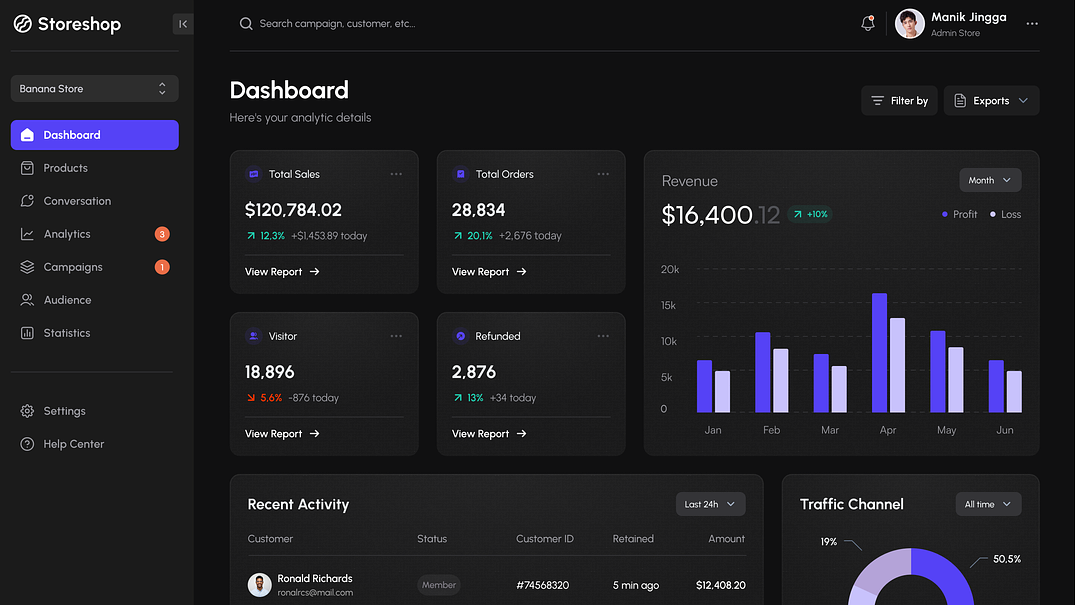 Storeshop
Search campaign, customer, etc...
Manik Jingga
Admin Store
Banana Store
Dashboard
Products
Conversation
Analytics
3
Campaigns
1
Audience
Statistics
Settings
Help Center
Dashboard
Here's your analytic details
Filter by
Exports
Total Sales
$120,784.02
12,3% +$1,453.89 today
View Report
Total Orders
28,834
20,1% +2,676 today
View Report
Visitor
18,896
5,6% -876 today
View Report
Refunded
2,876
13% +34 today
View Report
Revenue
Month
$16,400.12
+10%
Profit Loss
20k
15k
10k
5k
0
Jan Feb Mar Apr May Jun
Recent Activity
Last 24h
Customer Status Customer ID Retained Amount
Ronald Richards
ronalrcs@mail.com
Member
#74568320
5 min ago
$12,408.20
Traffic Channel
All time
19%
50,5%